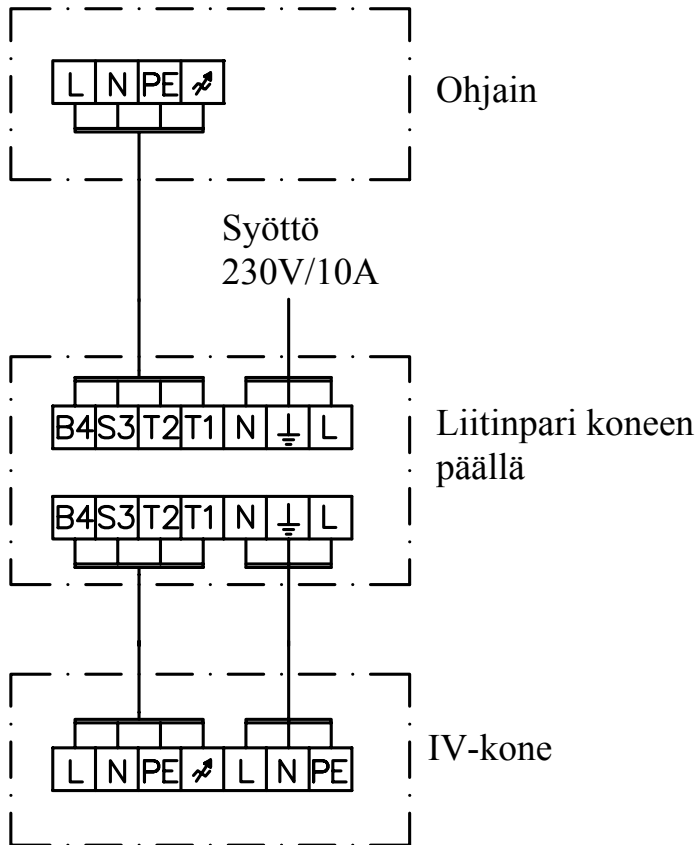 L N PE
Ohjain
Syöttö
230V/10A
B4 S3 T2 T1 N L
Liitinpari koneen
päällä
B4 S3 T2 T1 N L
L N PE L N PE
IV-kone